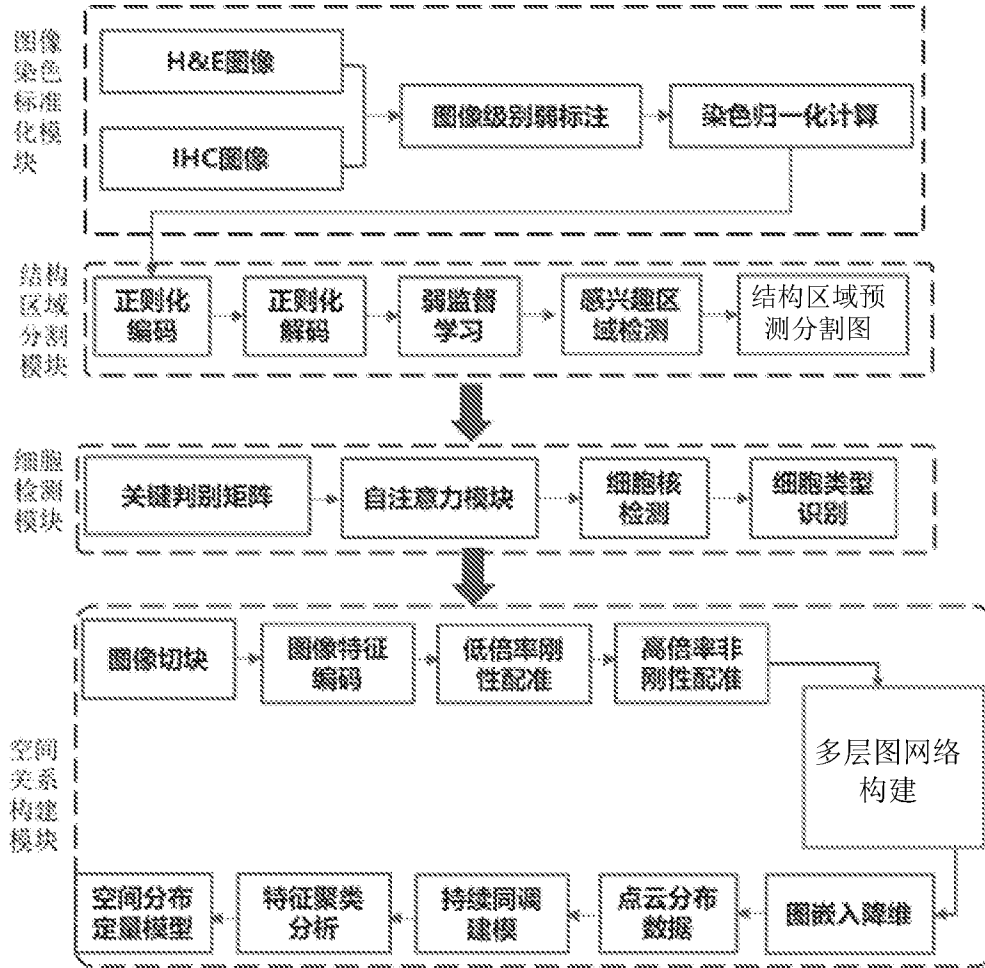 图像
染色
标准
化模
块
H&E图像
IHC图像
图像级别弱标注
染色归一化计算
结构
区域
分割
模块
正则化
编码
正则化
解码
弱监督
学习
感兴趣区
域检测
结构区域预
测分割图
细胞
检测
模块
关键判别矩阵
自注意力模块
细胞核
检测
细胞类型
识别
空间
关系
构建
模块
图像切块
图像特征
编码
低倍率刚
性配准
高倍率非
刚性配准
多层图网络
构建
图嵌入降维
点云分布
数据
持续同调
建模
特征聚类
分析
空间分布
定量模型